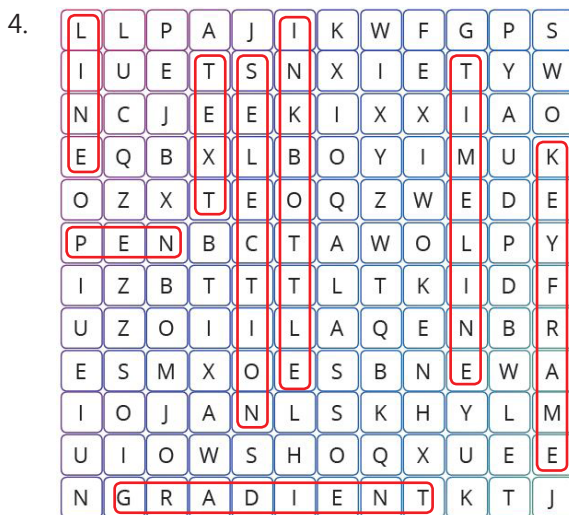 4.
L L P A J I K W F G P S
I U E T S N X I E T Y W
N C J E E K I X X I A O
E Q B X L B O Y I M U K
O Z X T E O Q Z W E D E
P E N B C T A W O L P Y
I Z B T T T L T K I D F
U Z O I I L A Q E N B R
E S M X O E S B N E W A
I O J A N L S K H Y L M
U I O W S H O Q X U E E
N G R A D I E N T K T J